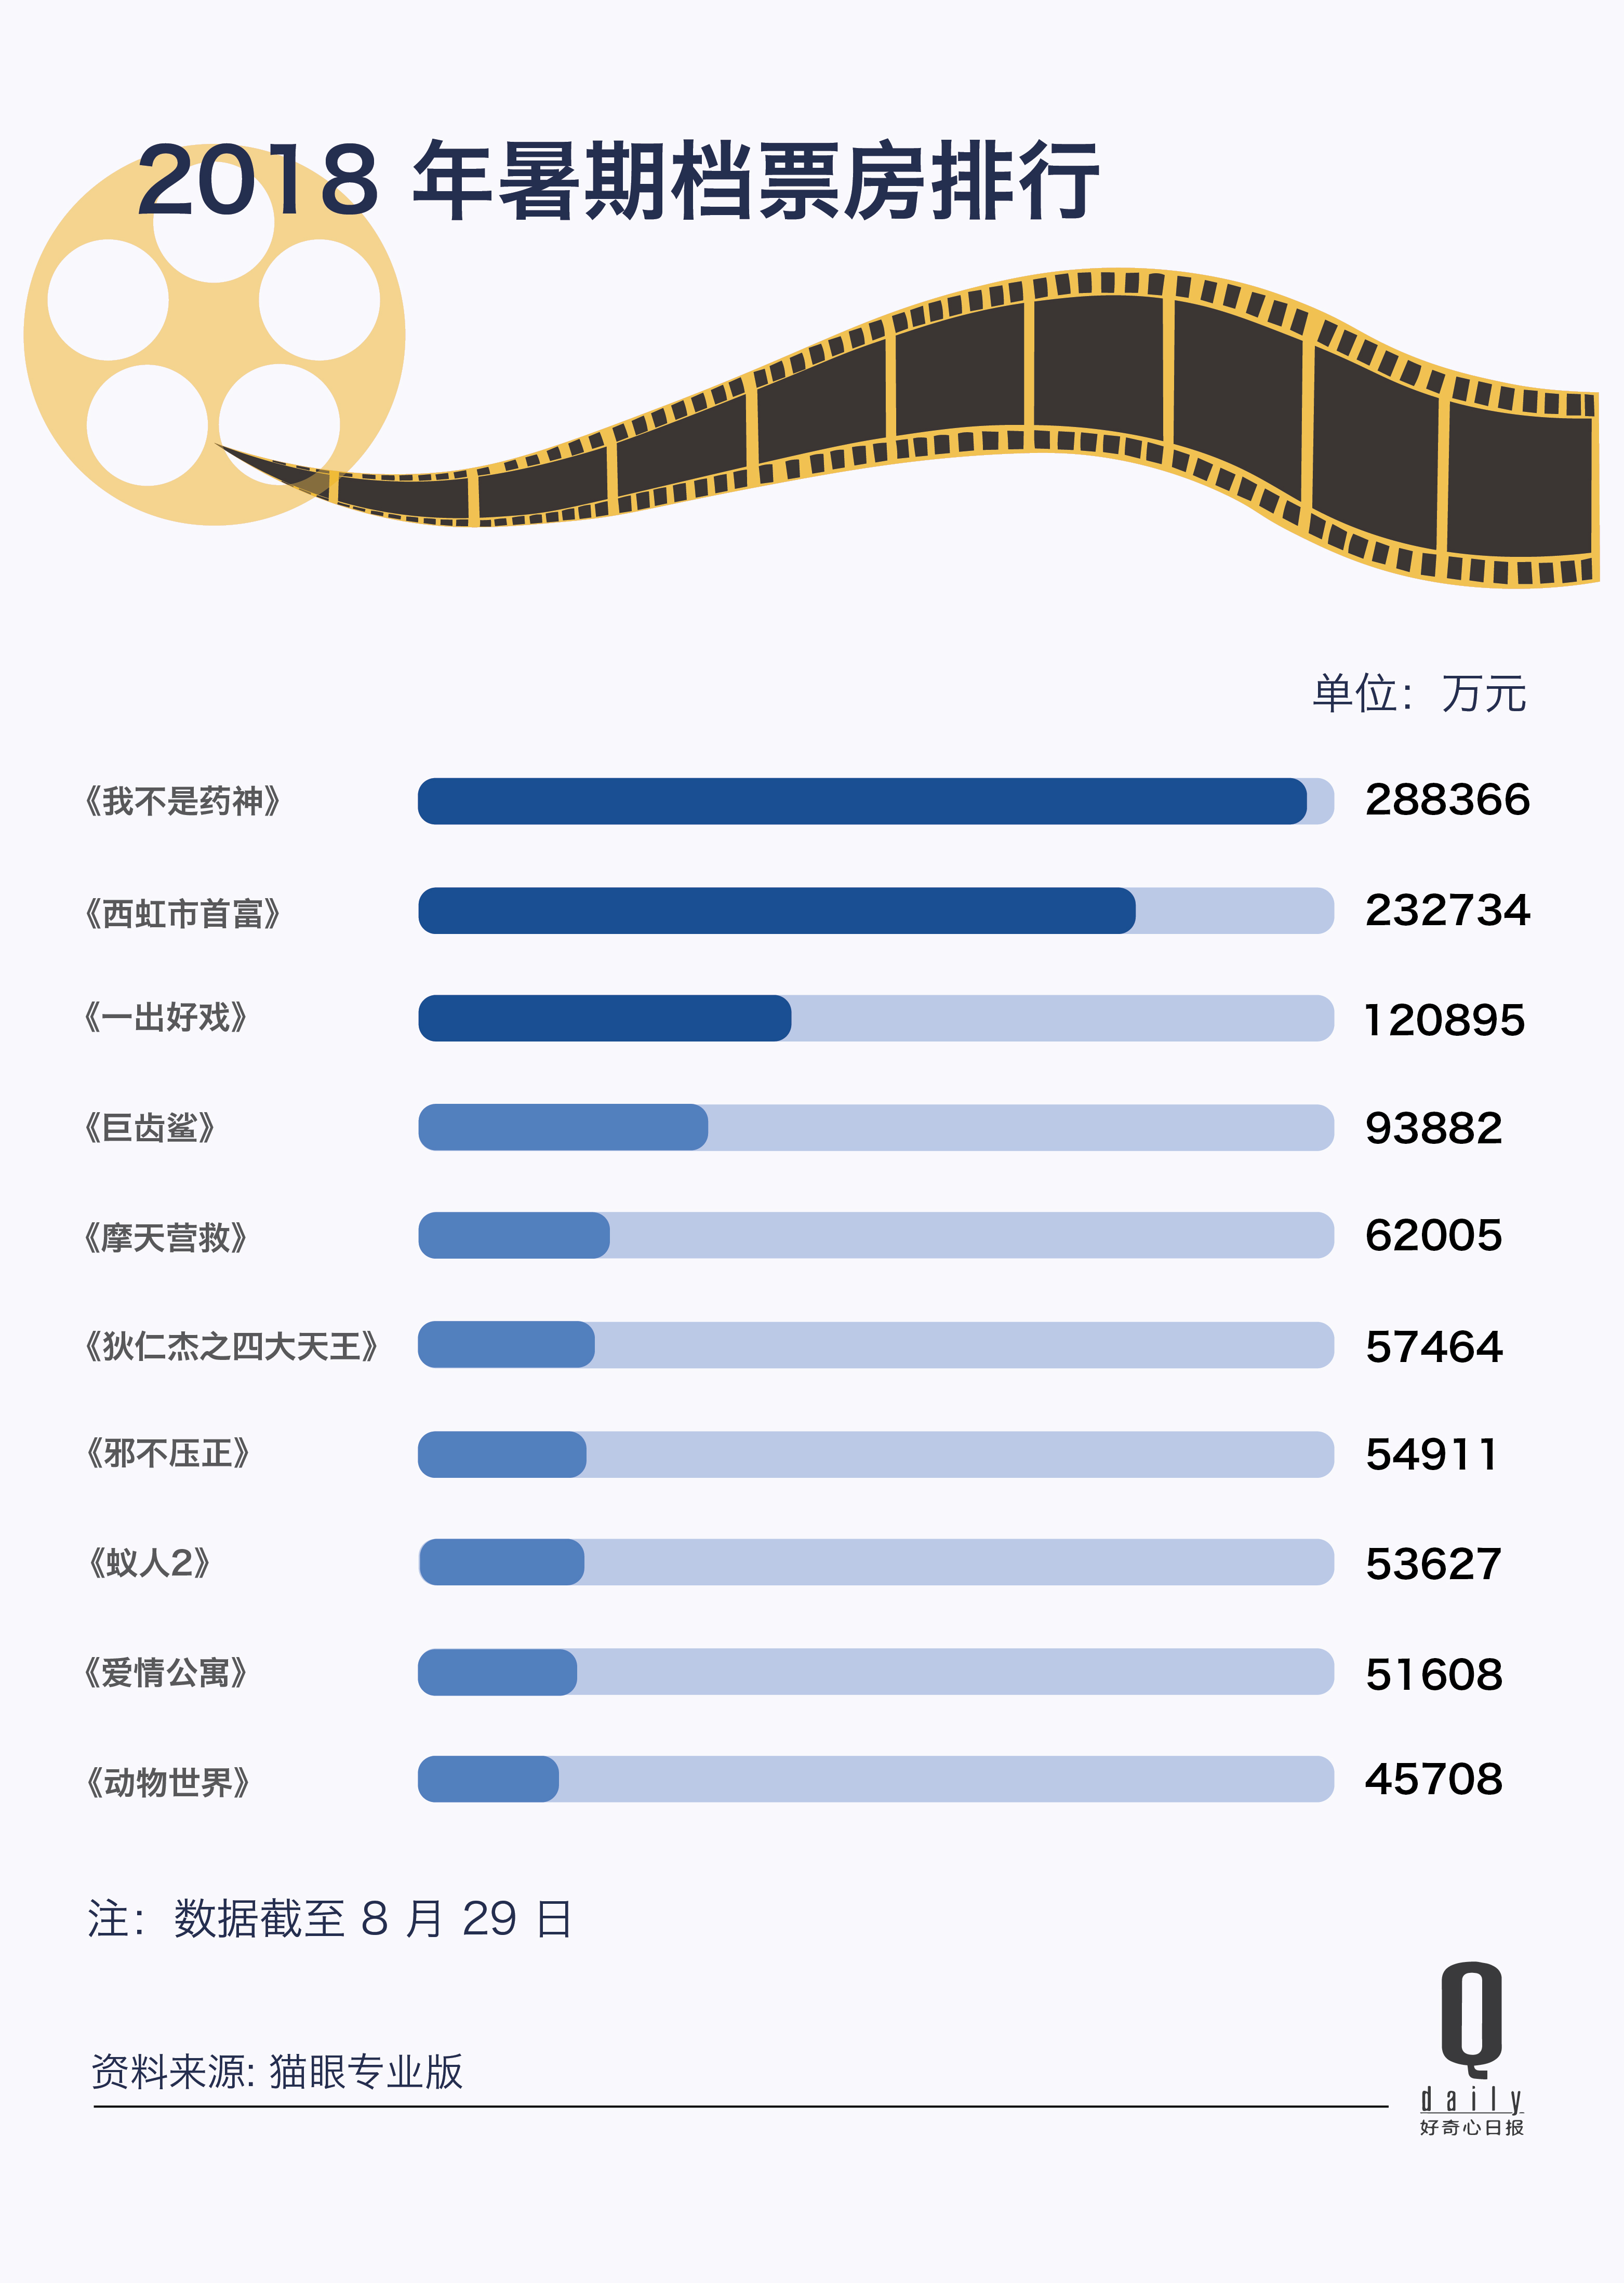 2018 年暑期档票房排行
单位：万元
《我不是药神》 288366
《西虹市首富》 232734
《一出好戏》 120895
《巨齿鲨》 93882
《摩天营救》 62005
《狄仁杰之四大天王》 57464
《邪不压正》 54911
《蚁人2》 53627
《爱情公寓》 51608
《动物世界》 45708
注：数据截至 8 月 29 日
资料来源: 猫眼专业版
Q
daily
好奇心日报